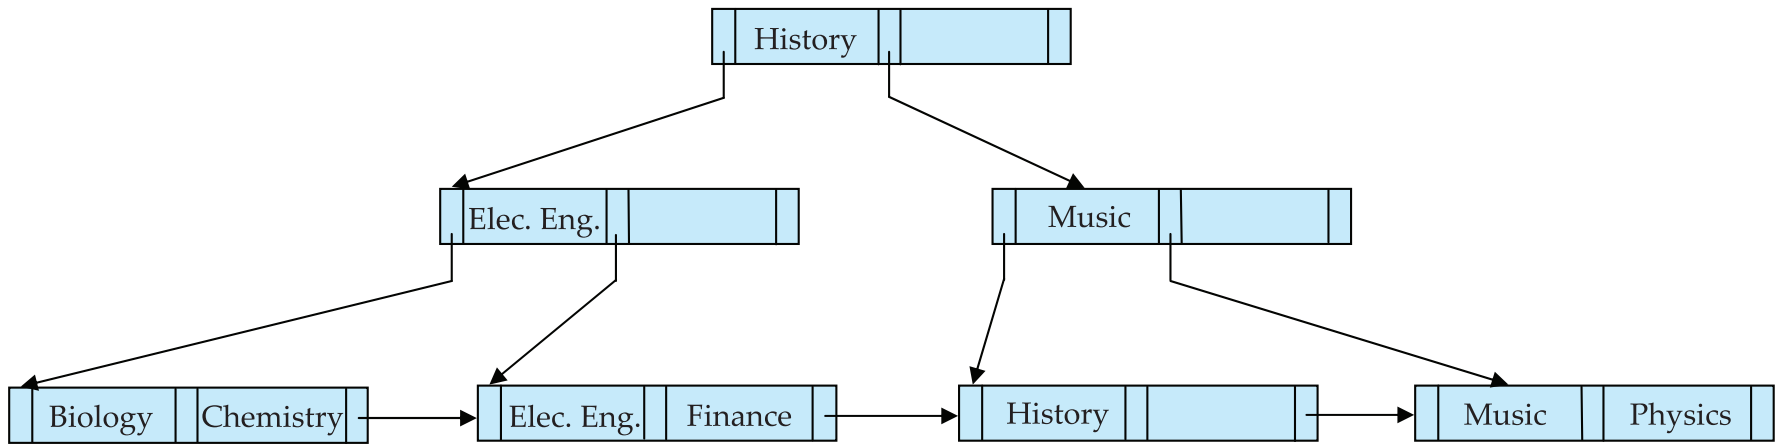 History
Elec. Eng.
Music
Biology
Chemistry
Elec. Eng.
Finance
History
Music
Physics